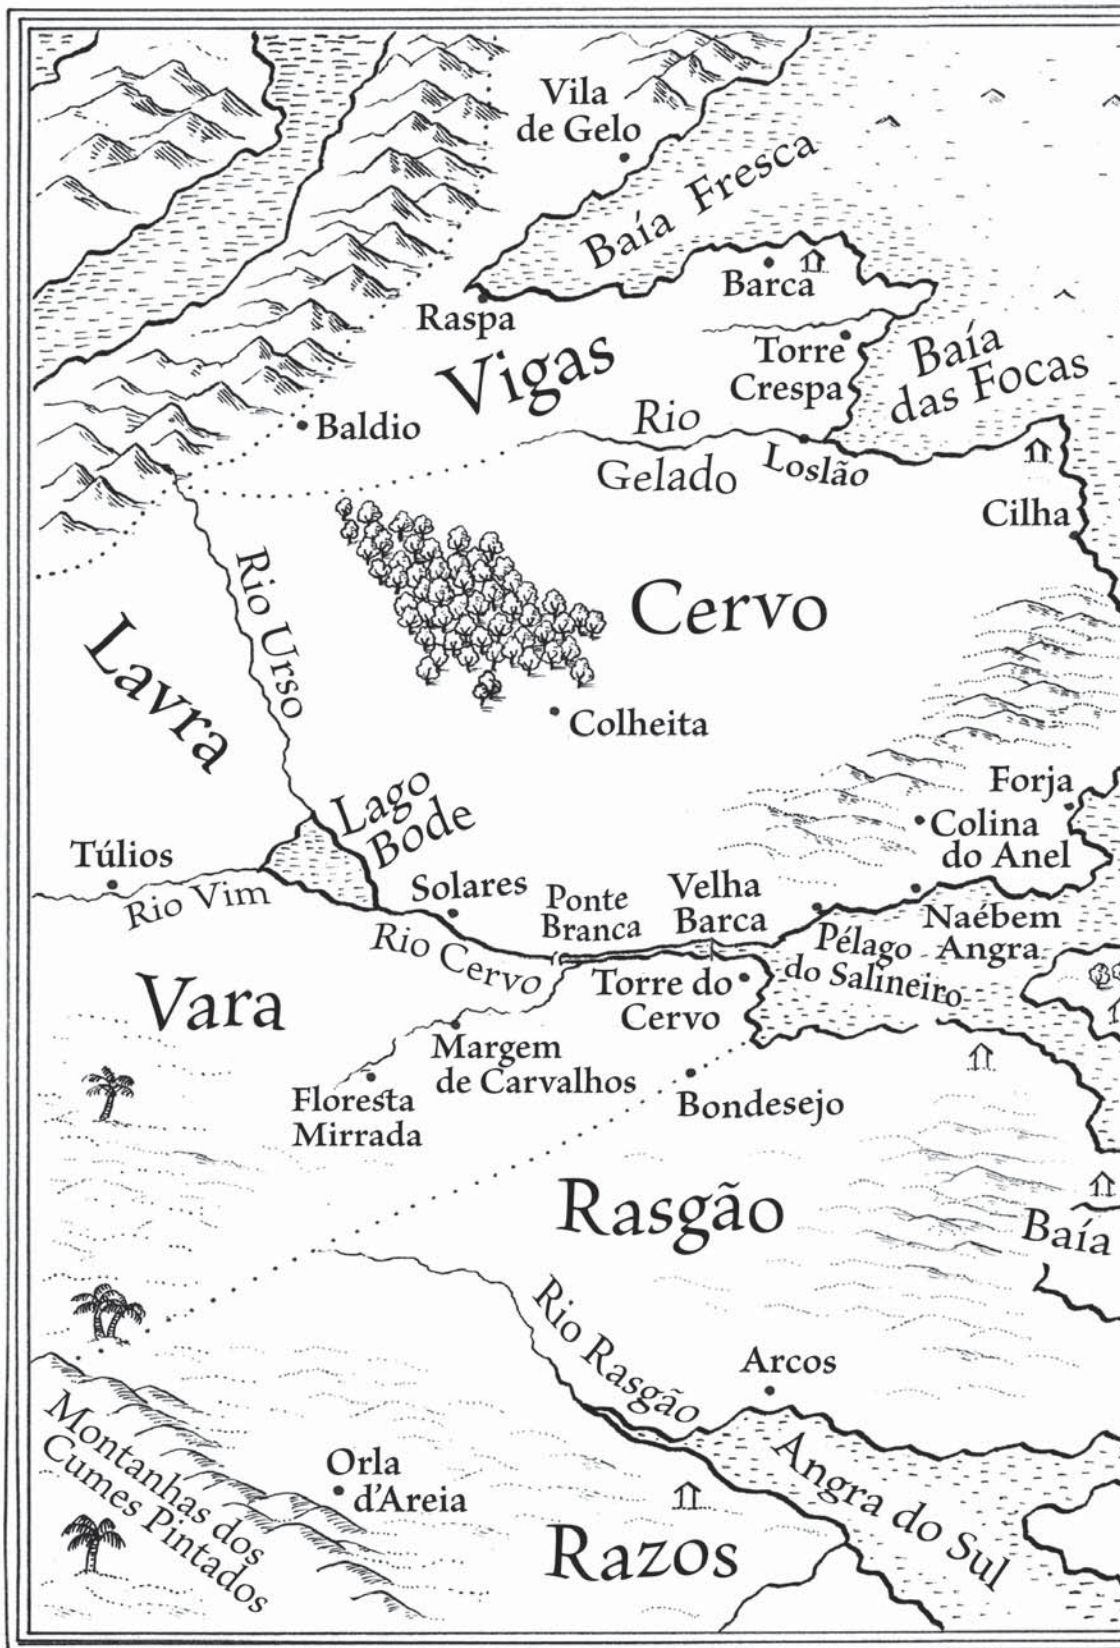 Vila
de Gelo
Baía Fresca
Barca
Raspa
Vigas
Torre
Crespa
Baía
das Focas
Baldio
Rio
Gelado
Loslão
Cilha
Rio Urso
Cervo
Lavra
Colheita
Lago
Bode
Forja
Colina
do Anel
Túlios
Rio Vim
Solares
Ponte
Branca
Velha
Barca
Naébem
Angra
Rio Cervo
Pélago
do Salineiro
Vara
Torre do
Cervo
Margem
de Carvalhos
Floresta
Mirrada
Bondesejo
Rasgão
Baía
Rio Rasgão
Arcos
Montanhas dos
Cumes Pintados
Orla
d'Areia
Angra do Sul
Razos